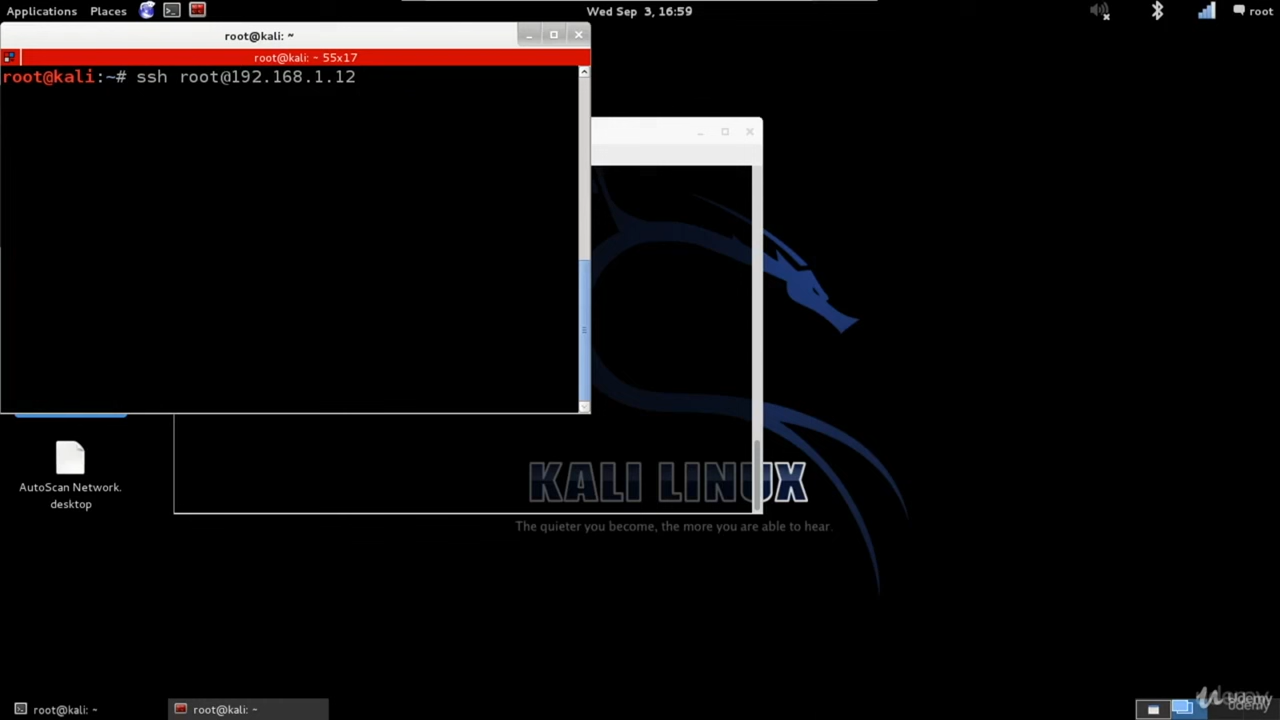 Applications Places Wed Sep 3, 16:59 root
root@kali: ~
root@kali: ~ 55x17
root@kali:~# ssh root@192.168.1.12
AutoScan Network.
desktop
KALI LINUX
The quieter you become, the more you are able to hear.
root@kali: ~ root@kali: ~
Udemy